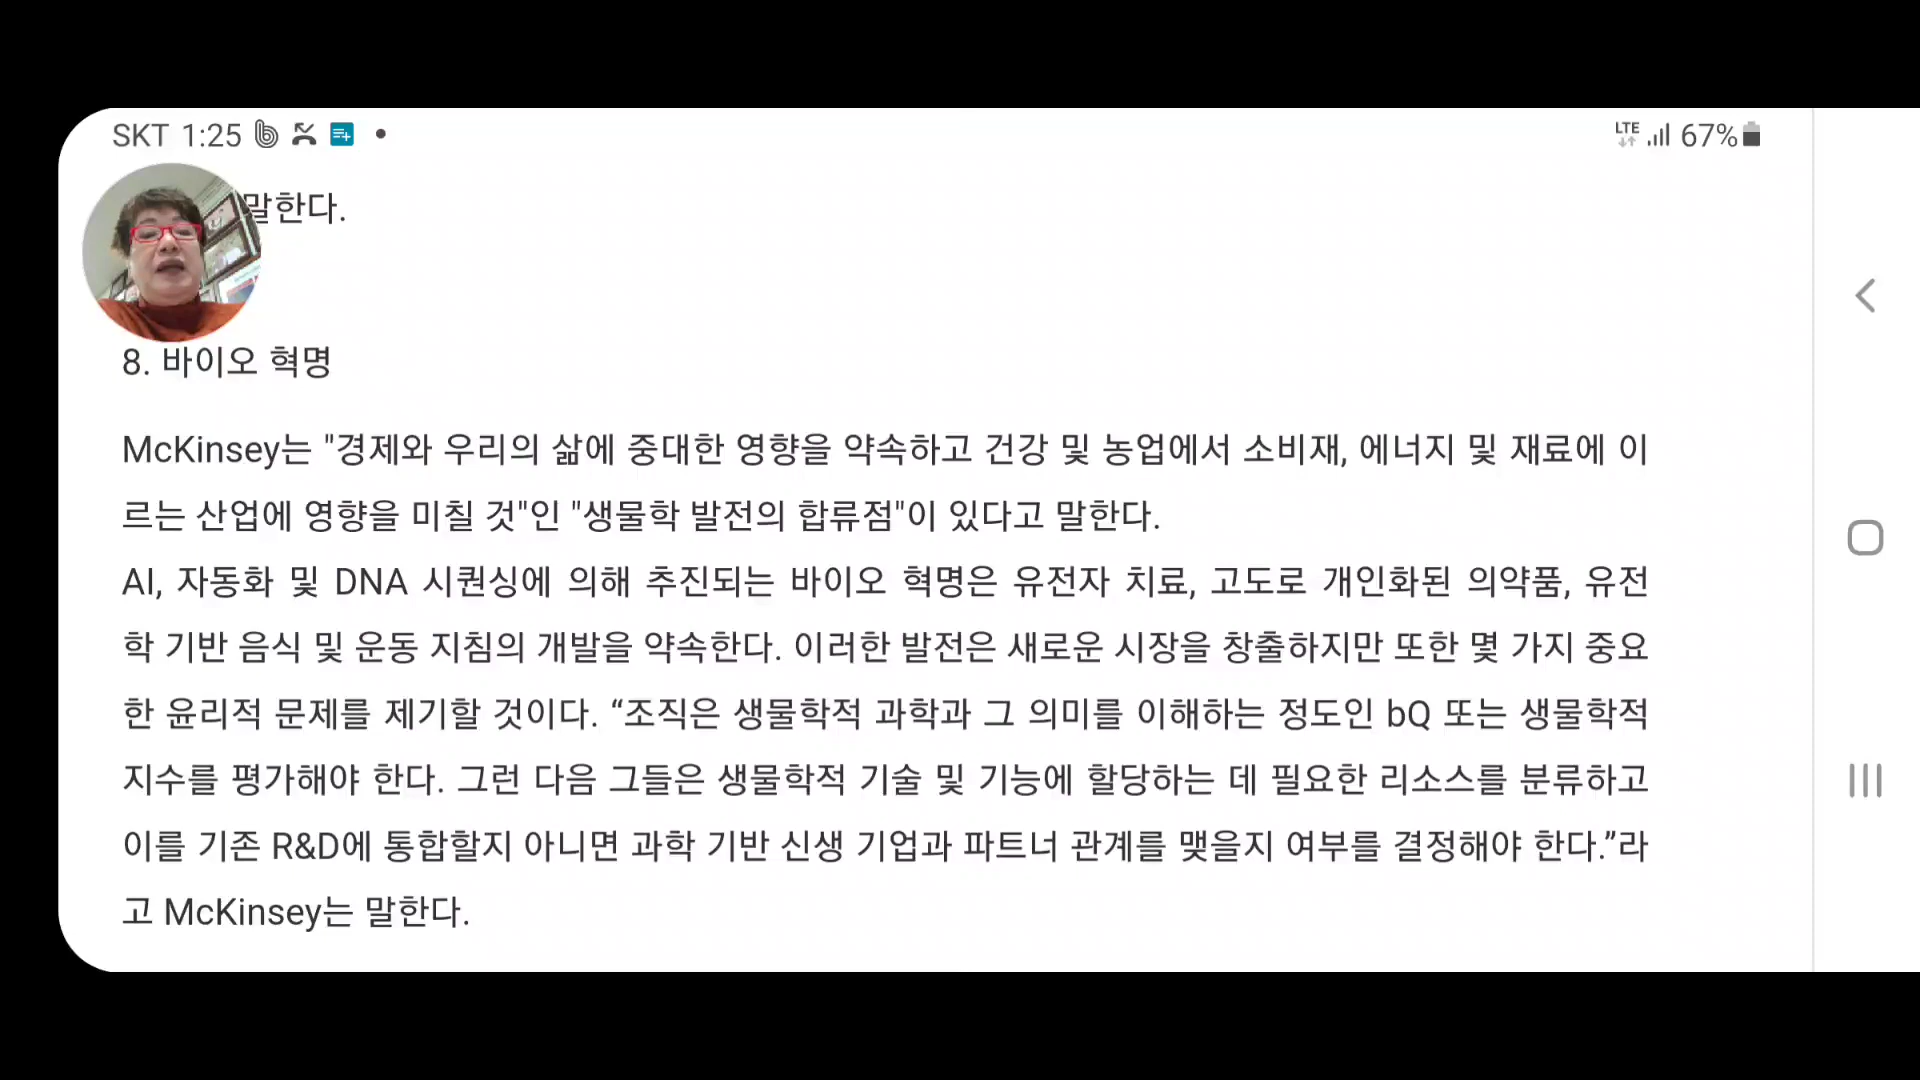 SKT 1:25
LTE 67%
말한다.
8. 바이오 혁명
McKinsey는 "경제와 우리의 삶에 중대한 영향을 약속하고 건강 및 농업에서 소비재, 에너지 및 재료에 이
르는 산업에 영향을 미칠 것"인 "생물학 발전의 합류점"이 있다고 말한다.
AI, 자동화 및 DNA 시퀀싱에 의해 추진되는 바이오 혁명은 유전자 치료, 고도로 개인화된 의약품, 유전
학 기반 음식 및 운동 지침의 개발을 약속한다. 이러한 발전은 새로운 시장을 창출하지만 또한 몇 가지 중요
한 윤리적 문제를 제기할 것이다. “조직은 생물학적 과학과 그 의미를 이해하는 정도인 bQ 또는 생물학적
지수를 평가해야 한다. 그런 다음 그들은 생물학적 기술 및 기능에 할당하는 데 필요한 리소스를 분류하고
이를 기존 R&D에 통합할지 아니면 과학 기반 신생 기업과 파트너 관계를 맺을지 여부를 결정해야 한다.”라
고 McKinsey는 말한다.